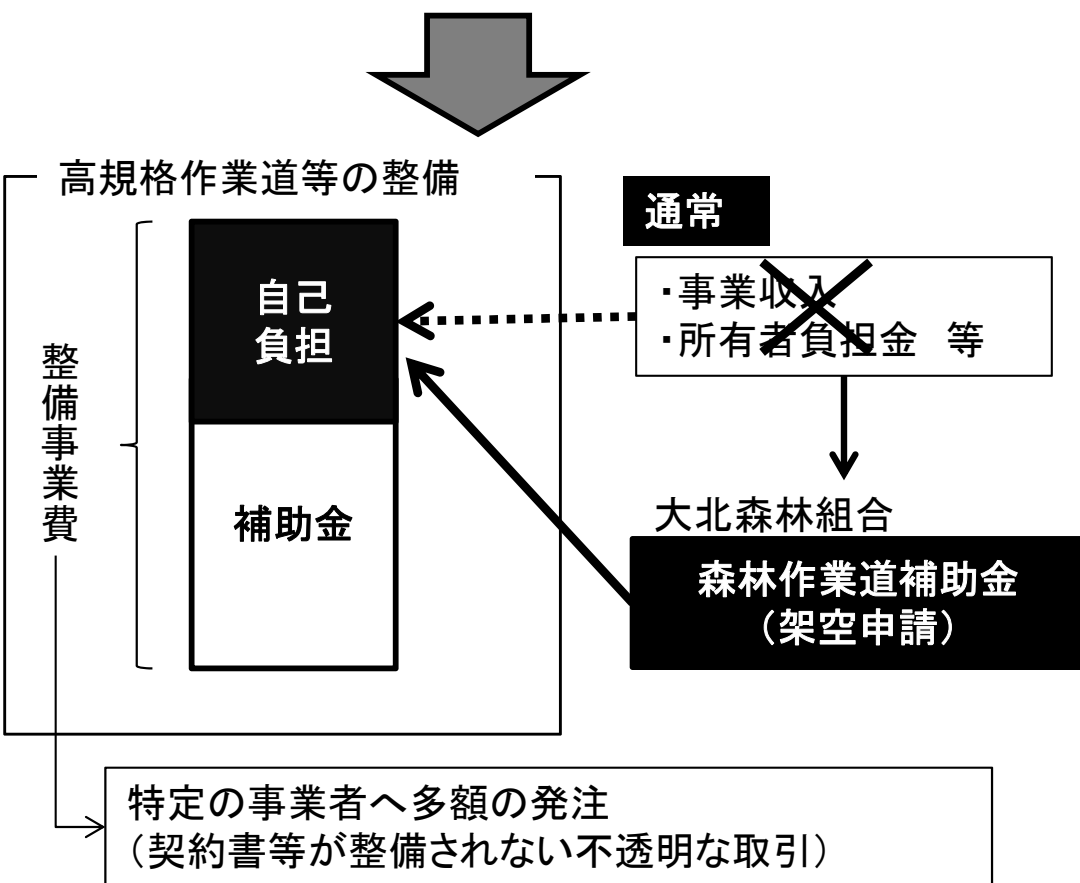 高規格作業道等の整備
通常
・事業収入
・所有者負担金　等
自己
負担
整備事業費
補助金
大北森林組合
森林作業道補助金
（架空申請）
特定の事業者へ多額の発注
（契約書等が整備されない不透明な取引）